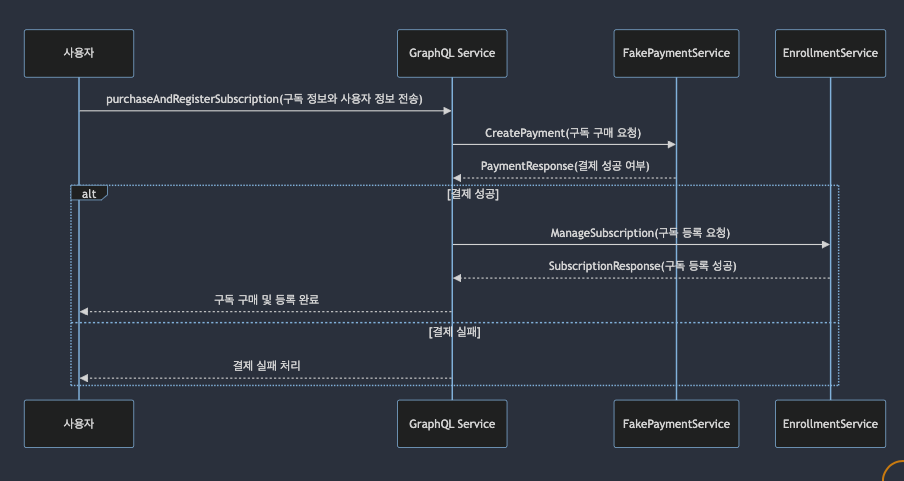 사용자
GraphQL Service
FakePaymentService
EnrollmentService
purchaseAndRegisterSubscription(구독 정보와 사용자 정보 전송)
CreatePayment(구독 구매 요청)
PaymentResponse(결제 성공 여부)
alt
[결제 성공]
ManageSubscription(구독 등록 요청)
SubscriptionResponse(구독 등록 성공)
구독 구매 및 등록 완료
[결제 실패]
결제 실패 처리
사용자
GraphQL Service
FakePaymentService
EnrollmentService